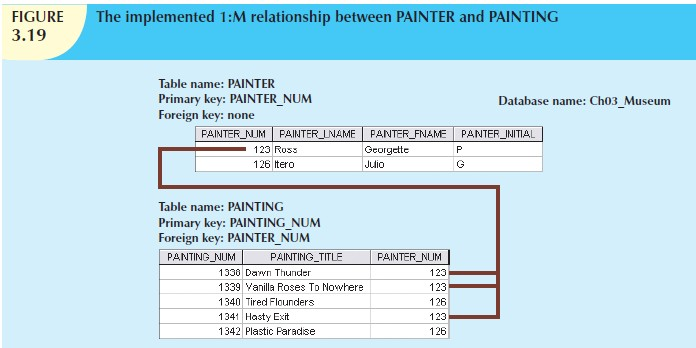 FIGURE
3.19
The implemented 1:M relationship between PAINTER and PAINTING
Table name: PAINTER
Primary key: PAINTER_NUM
Foreign key: none
Database name: Ch03_Museum
PAINTER_NUM PAINTER_LNAME PAINTER_FNAME PAINTER_INITIAL
123 Ross Georgette P
126 Itero Julio G
Table name: PAINTING
Primary key: PAINTING_NUM
Foreign key: PAINTER_NUM
PAINTING_NUM PAINTING_TITLE PAINTER_NUM
1338 Dawn Thunder 123
1339 Vanilla Roses To Nowhere 123
1340 Tired Flounders 126
1341 Hasty Exit 123
1342 Plastic Paradise 126